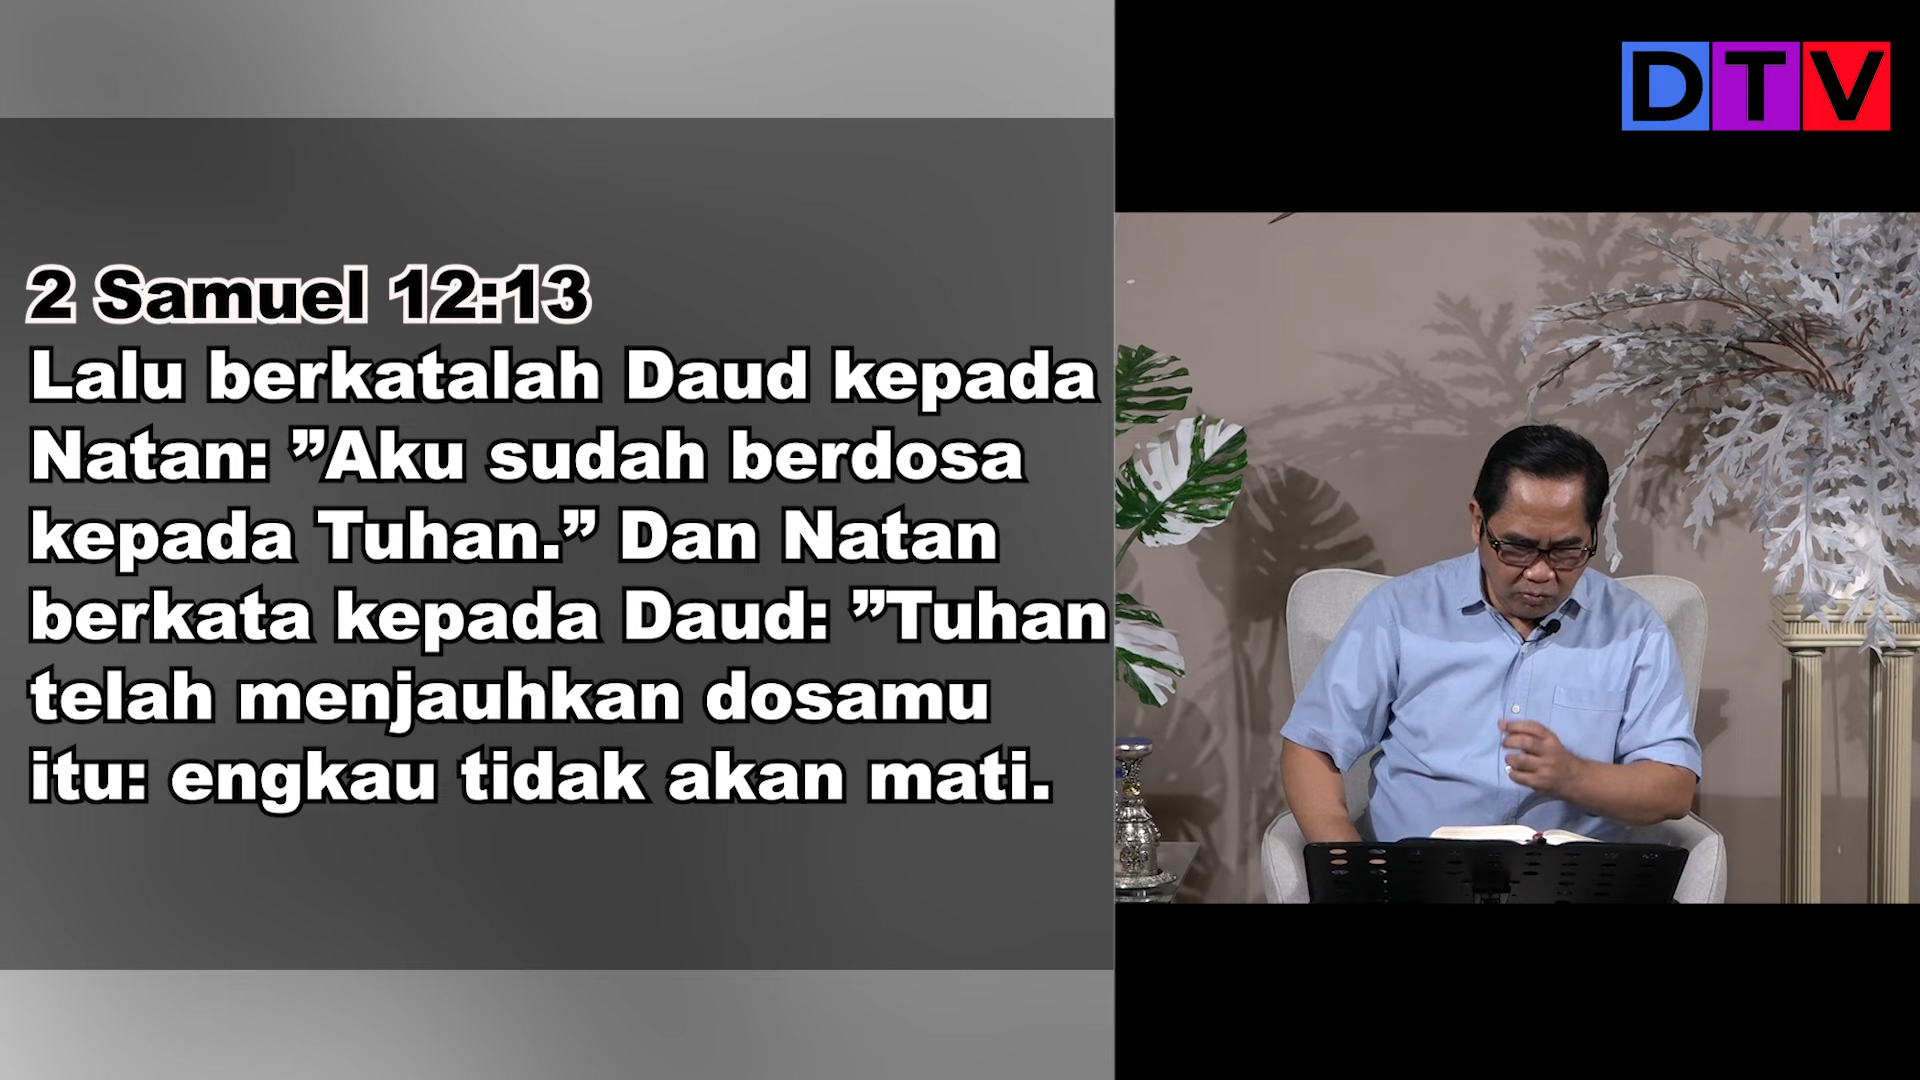 2 Samuel 12:13
Lalu berkatalah Daud kepada
Natan: ”Aku sudah berdosa
kepada Tuhan.” Dan Natan
berkata kepada Daud: ”Tuhan
telah menjauhkan dosamu
itu: engkau tidak akan mati.
DTV